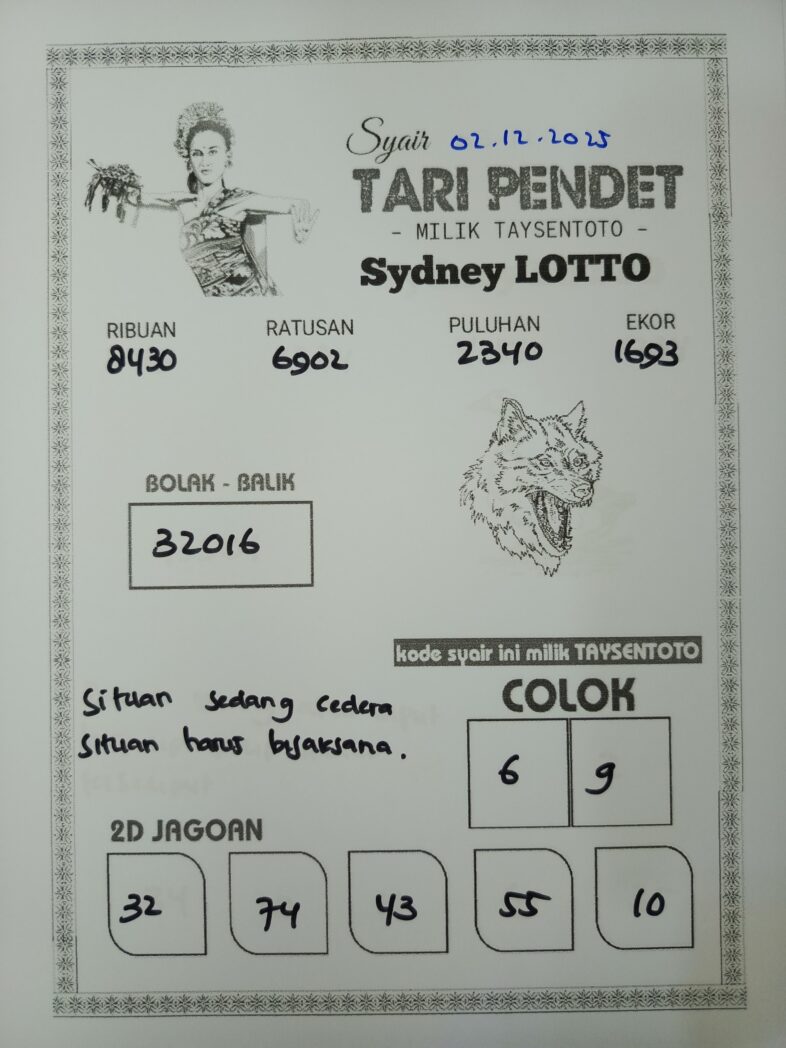 Syair 02.12.2025
TARI PENDET
- MILIK TAYSENTOTO -
Sydney LOTTO
RIBUAN RATUSAN PULUHAN EKOR
8430 6902 2340 1693
BOLAK - BALIK
32016
kode syair ini milik TAYSENTOTO
situan sedang cedera
situan harus bijaksana.
COLOK
6 9
2D JAGOAN
32 74 43 55 10